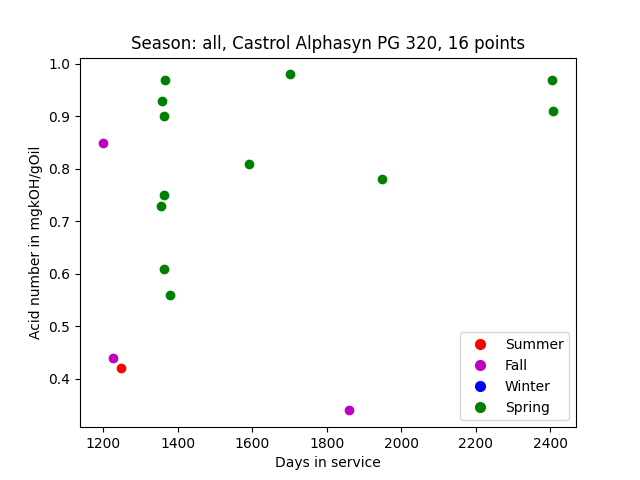 Season: all, Castrol Alphasyn PG 320, 16 points
Acid number in mgkOH/gOil
1.0
0.9
0.8
0.7
0.6
0.5
0.4
Summer
Fall
Winter
Spring
1200 1400 1600 1800 2000 2200 2400
Days in service